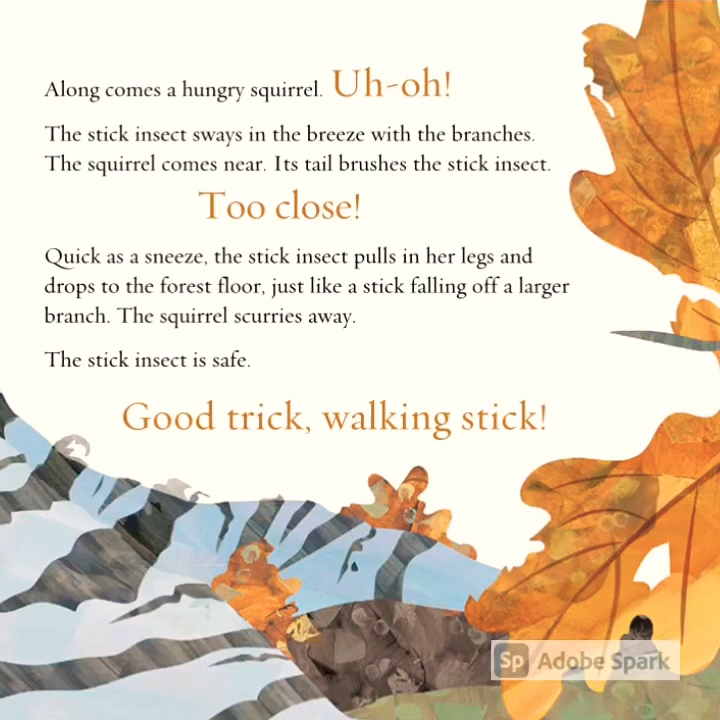 Along comes a hungry squirrel. Uh-oh!
The stick insect sways in the breeze with the branches.
The squirrel comes near. Its tail brushes the stick insect.
Too close!
Quick as a sneeze, the stick insect pulls in her legs and
drops to the forest floor, just like a stick falling off a larger
branch. The squirrel scurries away.
The stick insect is safe.
Good trick, walking stick!
Sp Adobe Spark